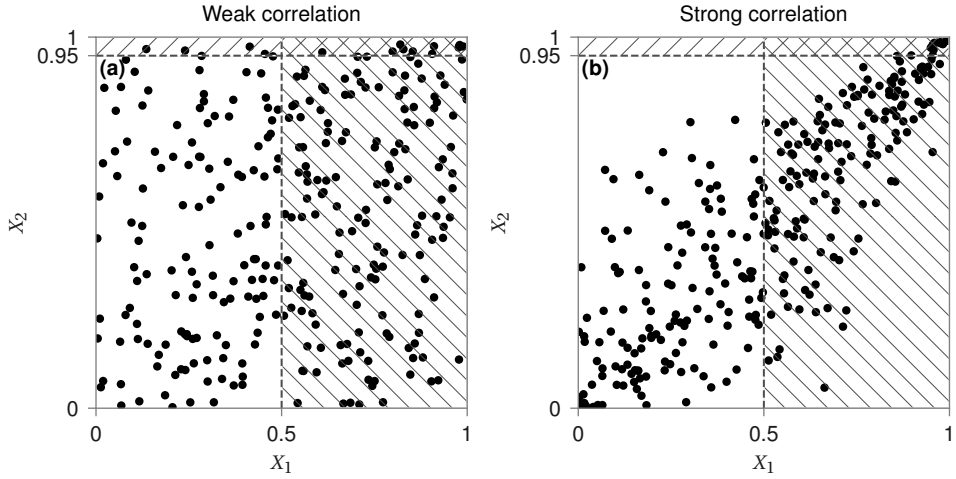 Weak correlation
1
0.95
(a)
X2
0
0
0.5
1
X1
Strong correlation
1
0.95
(b)
X2
0
0
0.5
1
X1